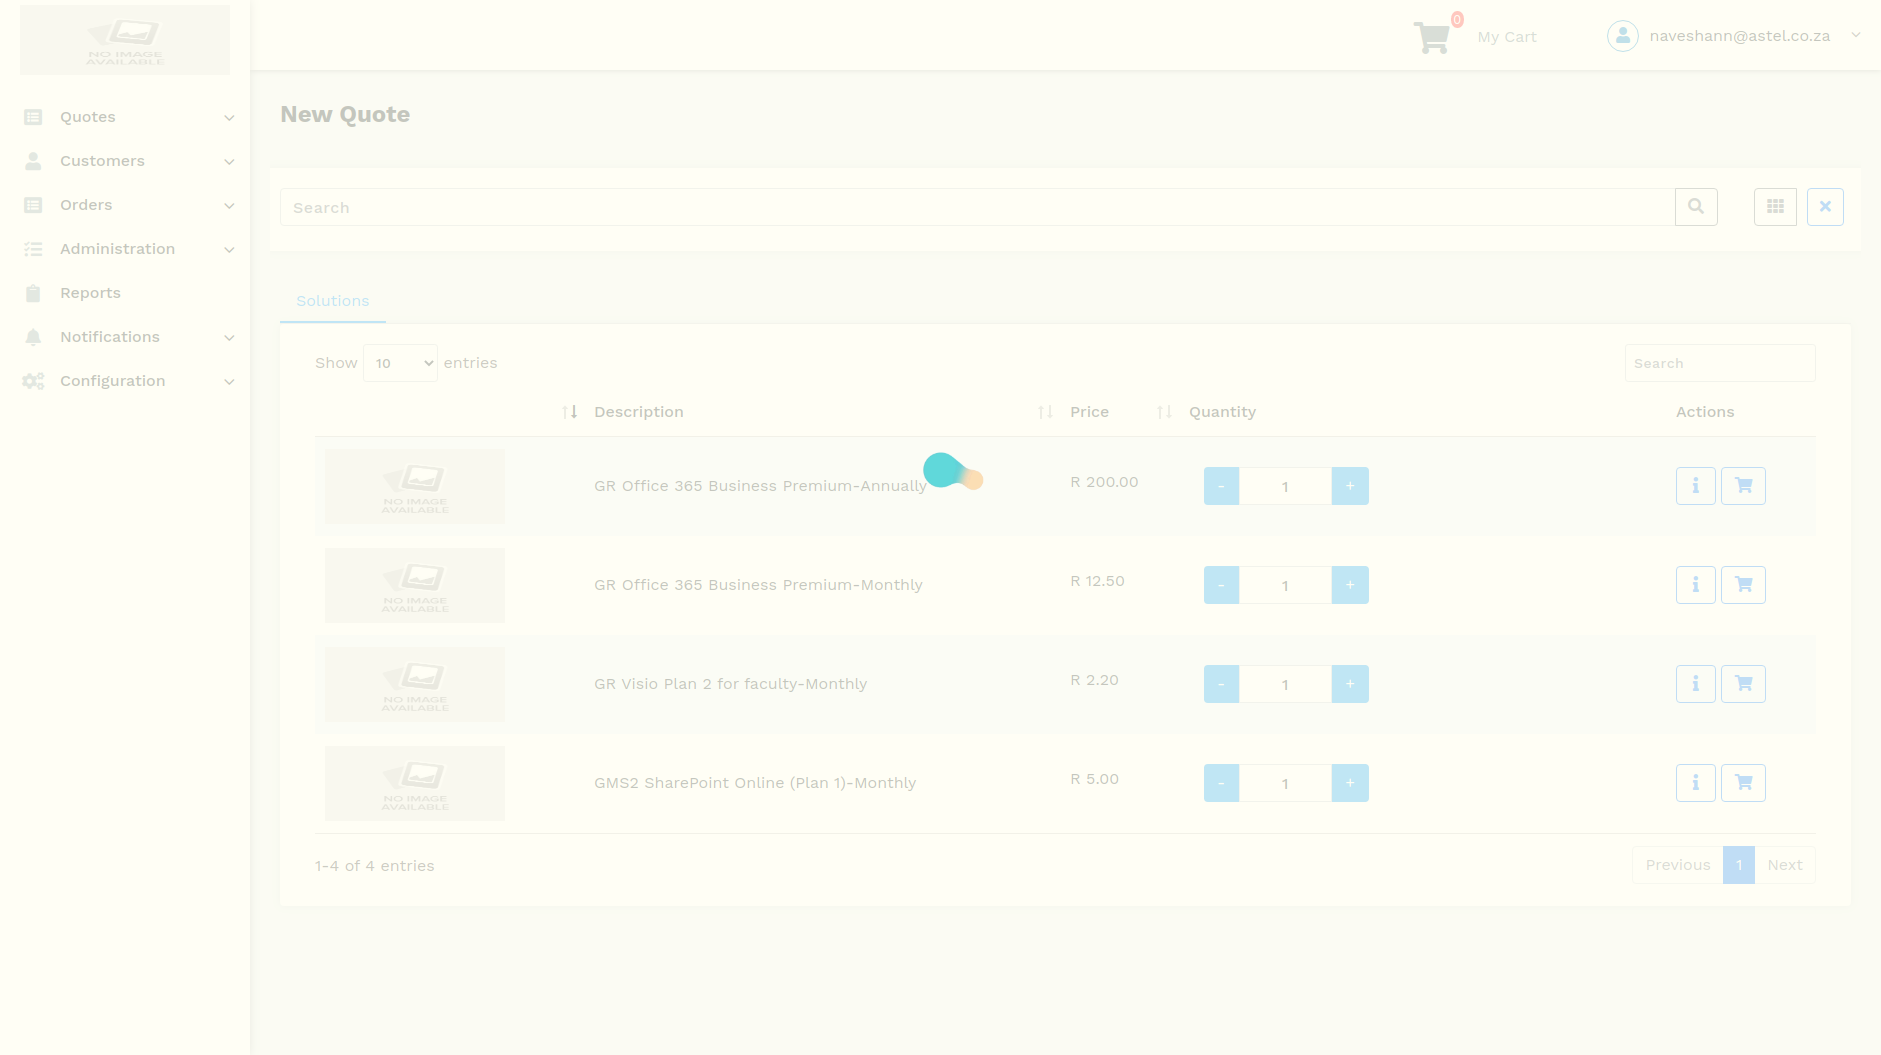 NO IMAGE
AVAILABLE
0
My Cart
naveshann@astel.co.za
Quotes
Customers
Orders
Administration
Reports
Notifications
Configuration
New Quote
Search
Solutions
Show 10 entries
Search
Description Price Quantity Actions
NO IMAGE
AVAILABLE
GR Office 365 Business Premium-Annually R 200.00 - 1 +
NO IMAGE
AVAILABLE
GR Office 365 Business Premium-Monthly R 12.50 - 1 +
NO IMAGE
AVAILABLE
GR Visio Plan 2 for faculty-Monthly R 2.20 - 1 +
NO IMAGE
AVAILABLE
GMS2 SharePoint Online (Plan 1)-Monthly R 5.00 - 1 +
1-4 of 4 entries
Previous 1 Next